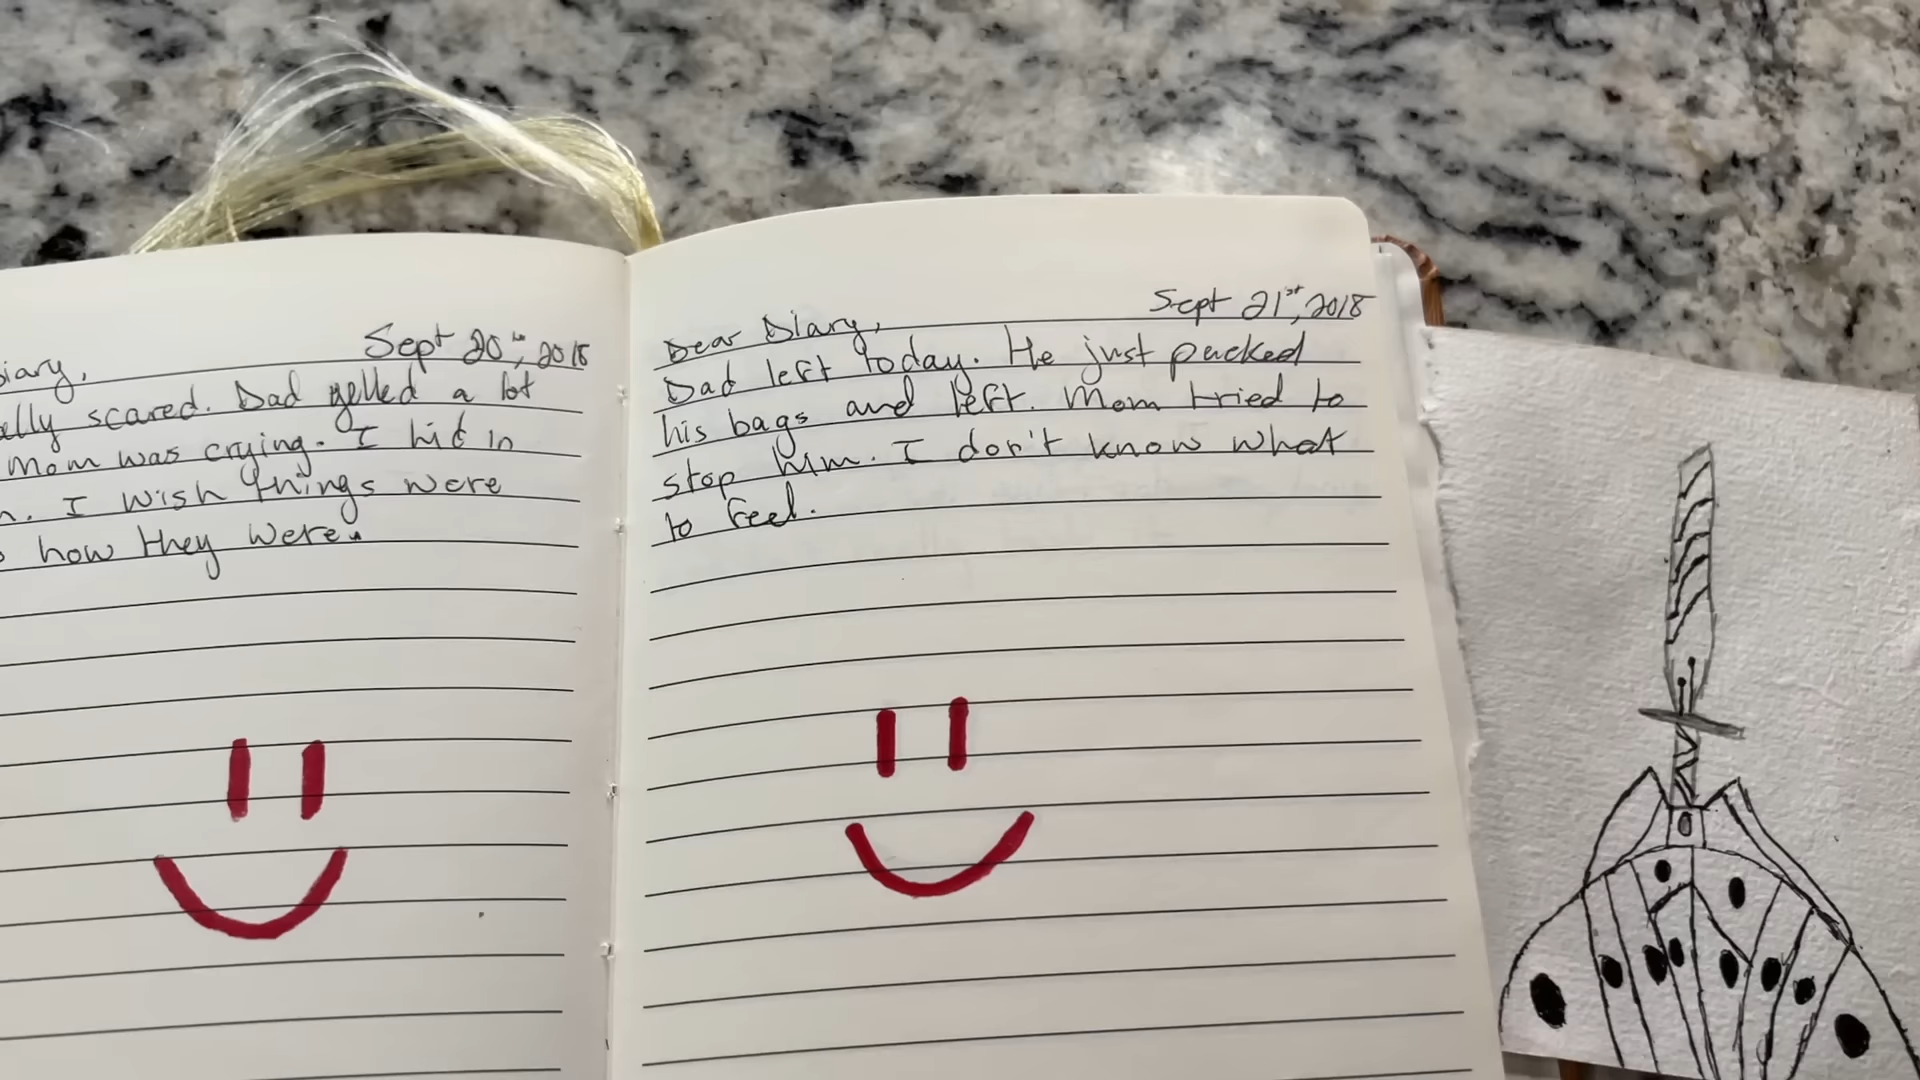 Sept 20th, 2018
iary,
ally scared. Dad yelled a lot
Mom was crying. I hid in
n. I wish things were
o how they were.
Sept 21st, 2018
Dear Diary,
Dad left today. He just packed
his bags and left. Mom tried to
stop him. I don't know what
to feel.